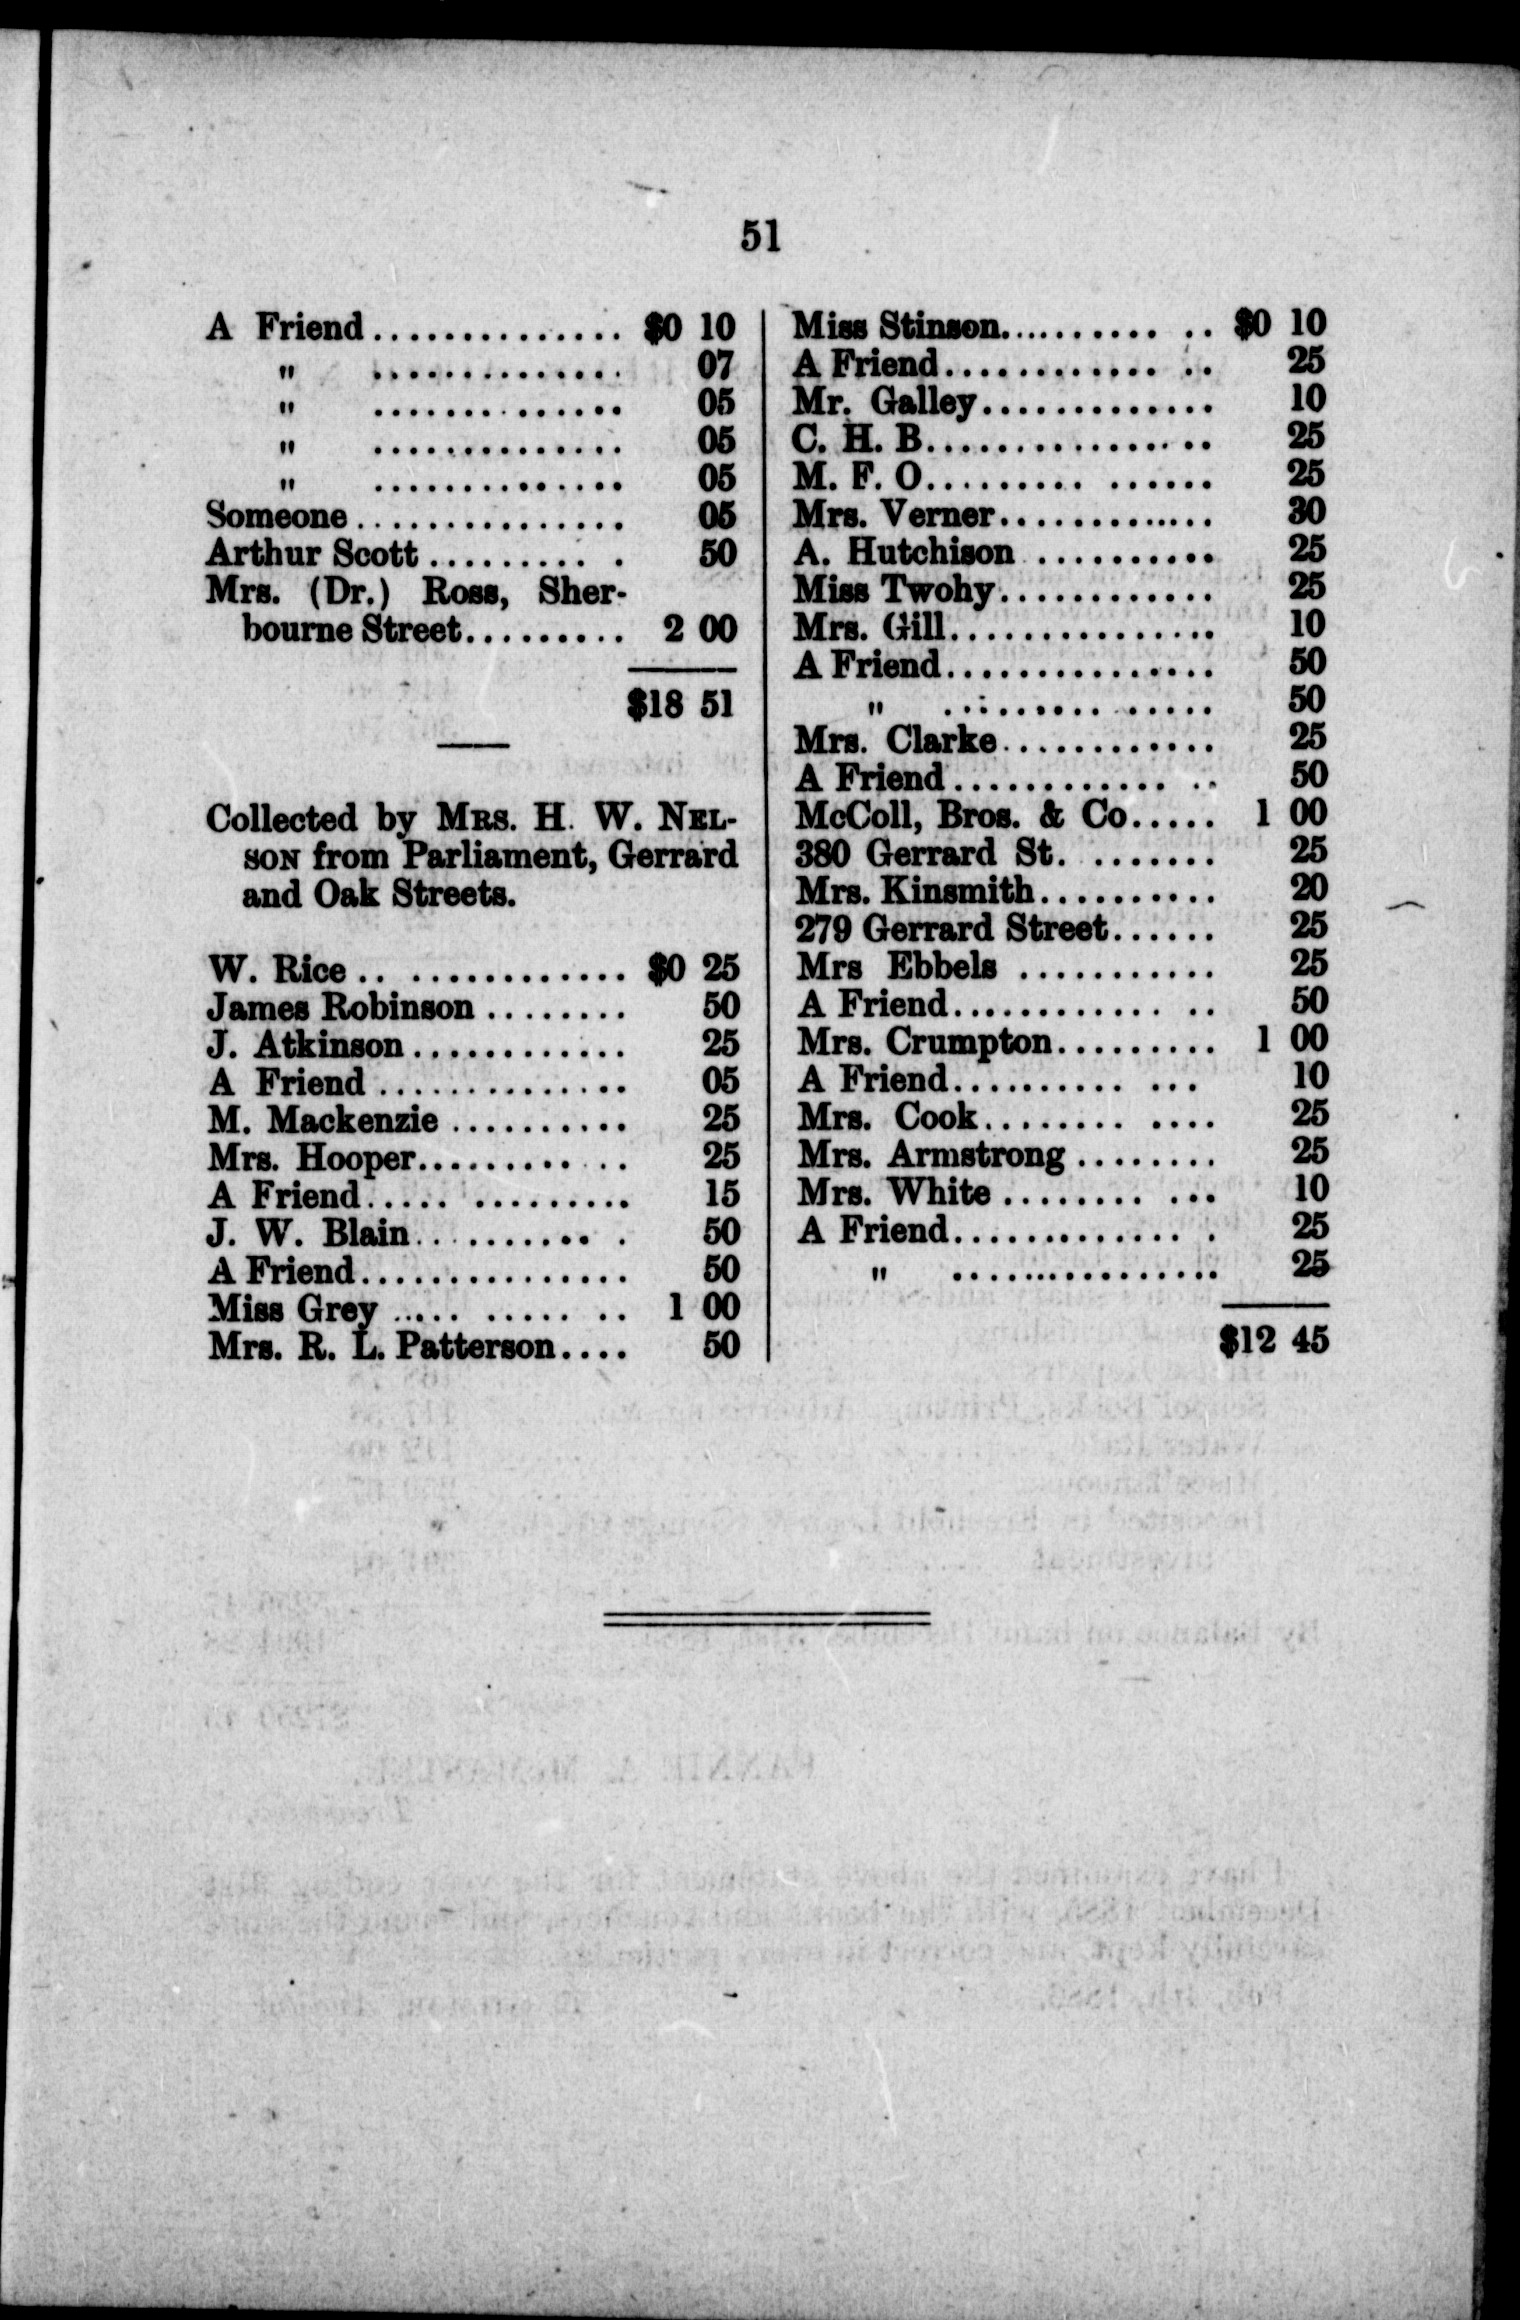 51
A Friend.............. $0 10
" .............. 07
" .............. 05
" .............. 05
" .............. 05
Someone............... 05
Arthur Scott.......... . 50
Mrs. (Dr.) Ross, Sher-
bourne Street......... 2 00
$18 51
Collected by MRS. H. W. NEL-
SON from Parliament, Gerrard
and Oak Streets.
W. Rice.. ............ $0 25
James Robinson ........ 50
J. Atkinson............ 25
A Friend.............. 05
M. Mackenzie .......... 25
Mrs. Hooper............ 25
A Friend..... ......... 15
J. W. Blain.......... . 50
A Friend............... 50
Miss Grey ..... ...... .. 1 00
Mrs. R. L. Patterson.... 50
Miss Stinson.......... .. $0 10
A Friend............. .. 25
Mr. Galley............. 10
C. H. B................ 25
M. F. O......... ...... 25
Mrs. Verner............ 30
A. Hutchison .......... 25
Miss Twohy............ 25
Mrs. Gill............... 10
A Friend............... 50
" ......... ..... 50
Mrs. Clarke............ 25
A Friend............ .. 50
McColl, Bros. & Co..... 1 00
380 Gerrard St. ....... 25
Mrs. Kinsmith.......... 20
279 Gerrard Street...... 25
Mrs Ebbels ........... 25
A Friend............ .. 50
Mrs. Crumpton......... 1 00
A Friend.......... ... 10
Mrs. Cook........ .... 25
Mrs. Armstrong........ 25
Mrs. White ........ ... 10
A Friend............. . 25
" ............... 25
$12 45